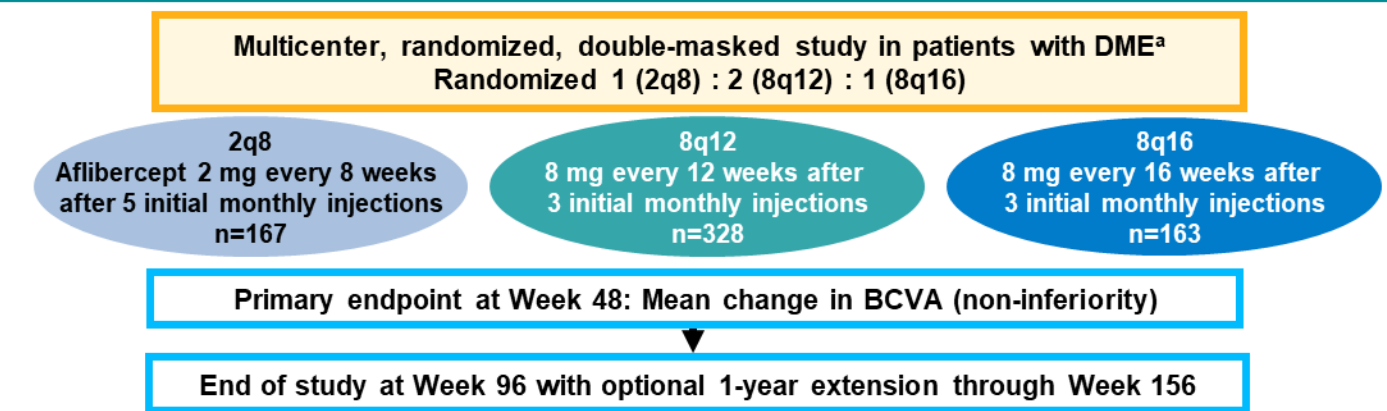 Multicenter, randomized, double-masked study in patients with DMEᵃ
Randomized 1 (2q8) : 2 (8q12) : 1 (8q16)
2q8
Aflibercept 2 mg every 8 weeks
after 5 initial monthly injections
n=167
8q12
8 mg every 12 weeks after
3 initial monthly injections
n=328
8q16
8 mg every 16 weeks after
3 initial monthly injections
n=163
Primary endpoint at Week 48: Mean change in BCVA (non-inferiority)
End of study at Week 96 with optional 1-year extension through Week 156